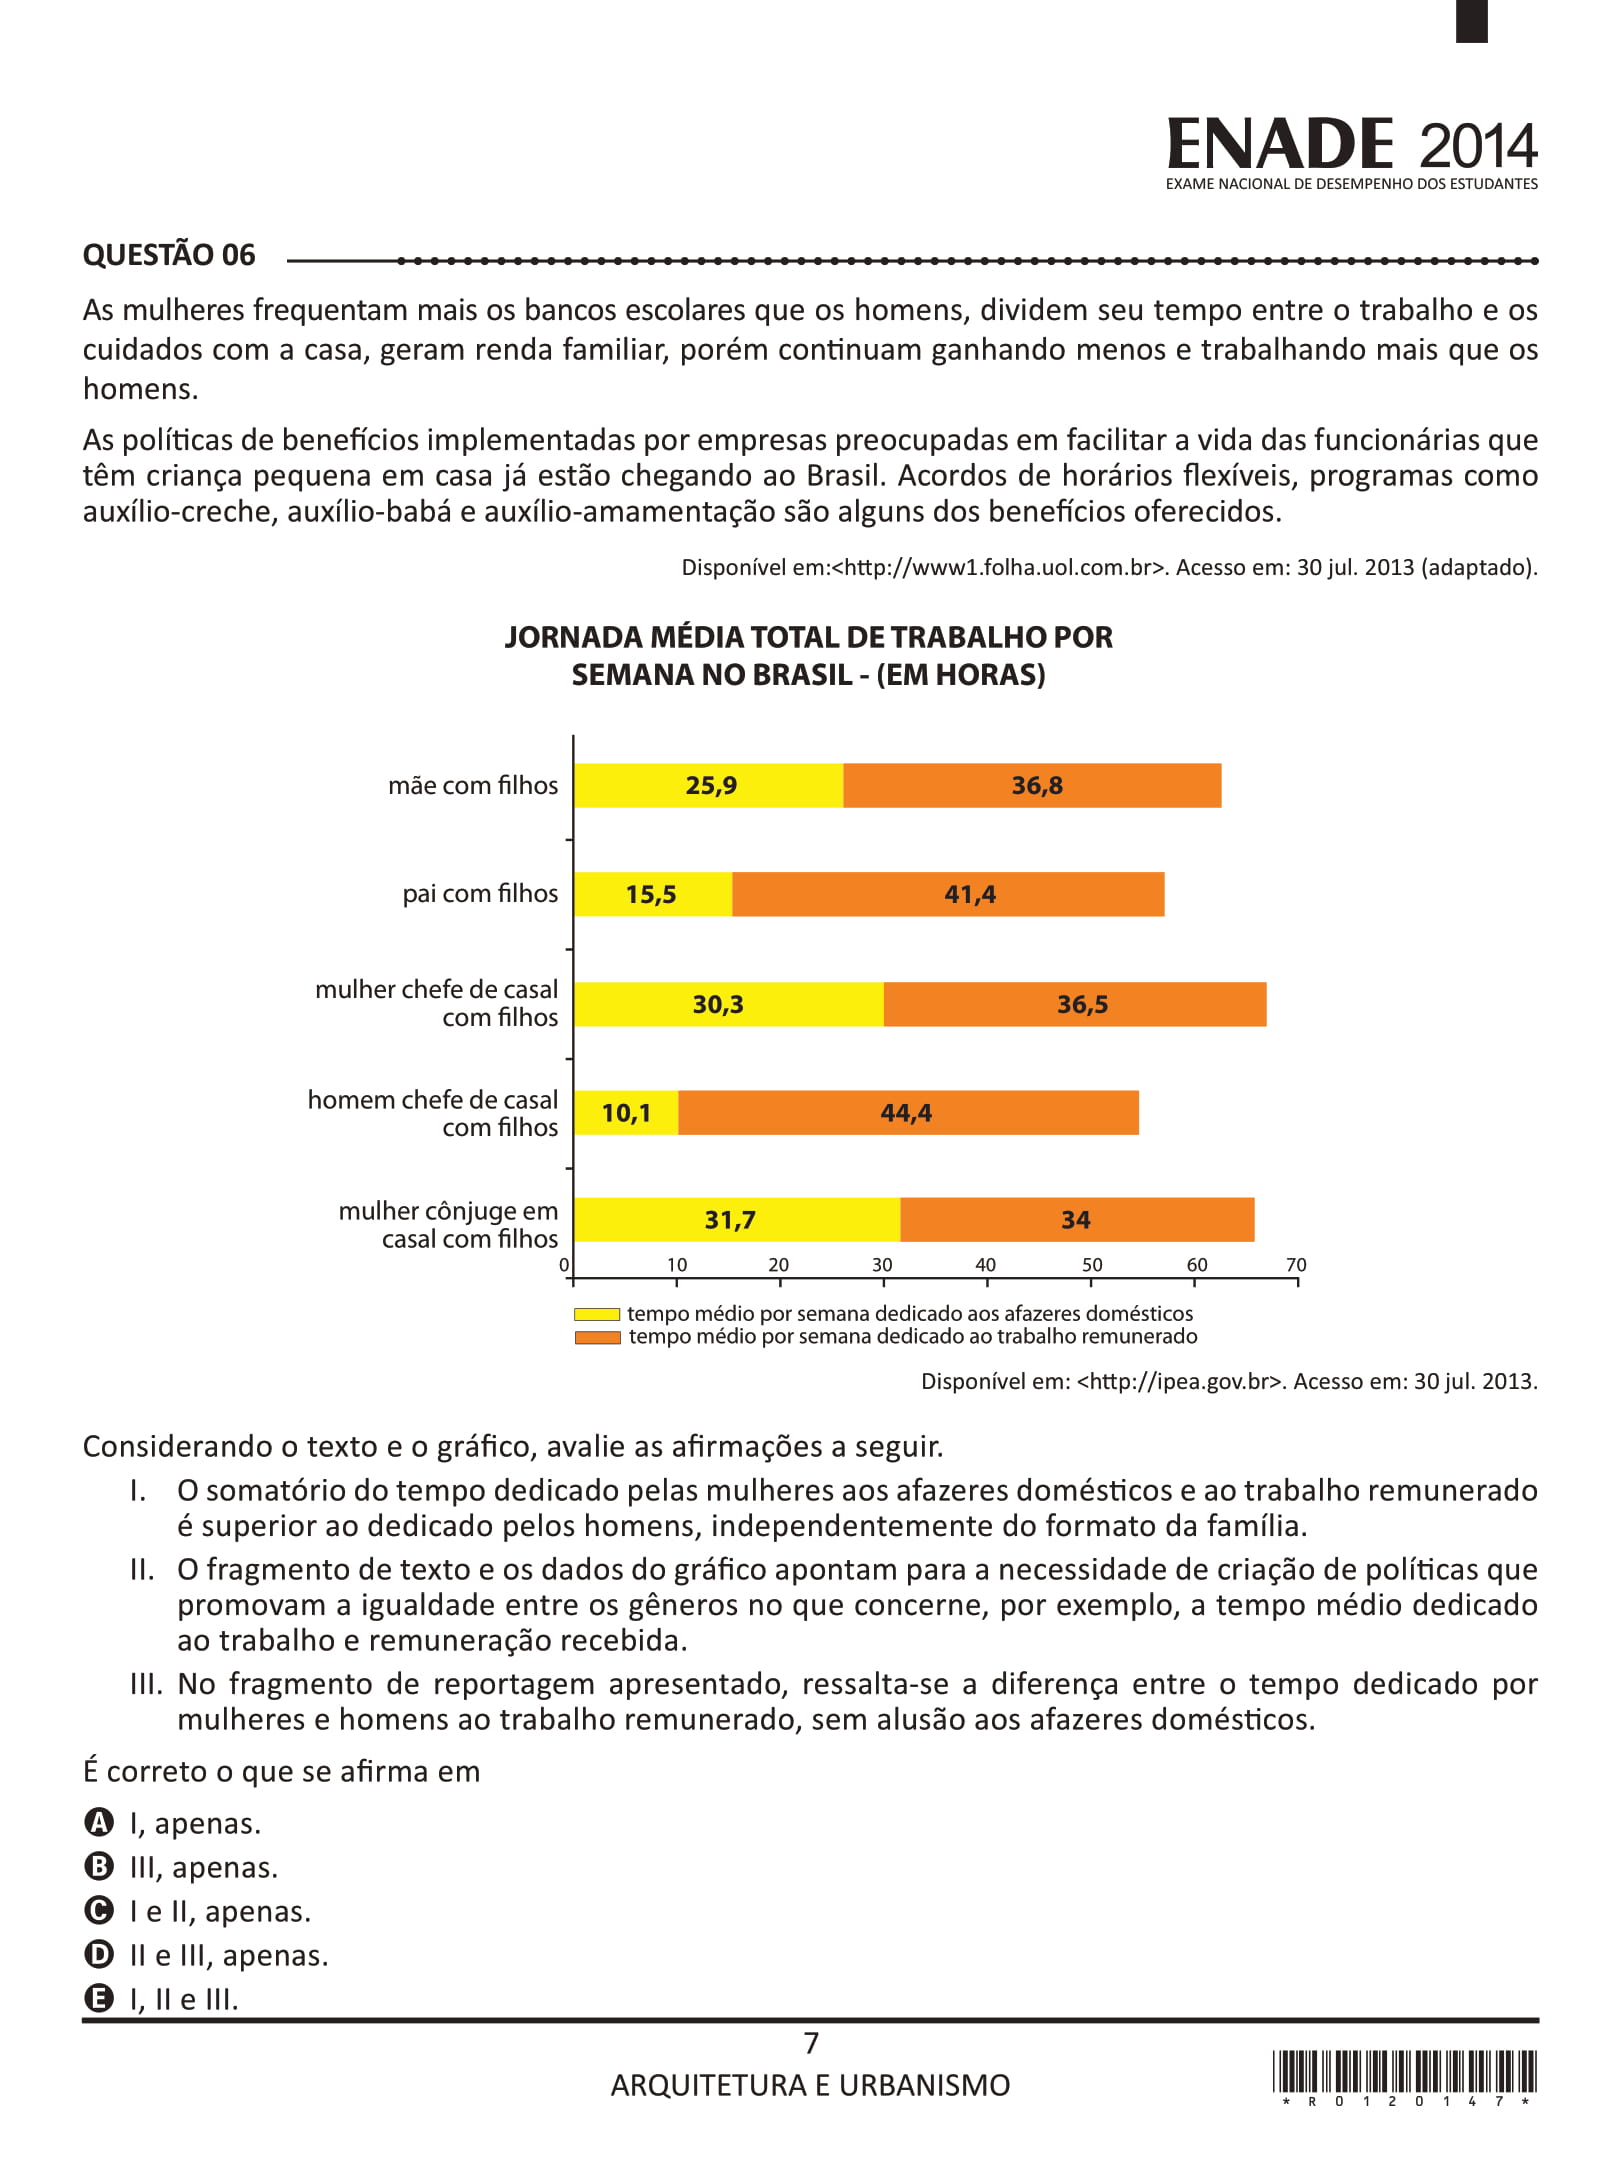 ENADE 2014
EXAME NACIONAL DE DESEMPENHO DOS ESTUDANTES
QUESTÃO 06
As mulheres frequentam mais os bancos escolares que os homens, dividem seu tempo entre o trabalho e os
cuidados com a casa, geram renda familiar, porém continuam ganhando menos e trabalhando mais que os
homens.
As políticas de benefícios implementadas por empresas preocupadas em facilitar a vida das funcionárias que
têm criança pequena em casa já estão chegando ao Brasil. Acordos de horários flexíveis, programas como
auxílio-creche, auxílio-babá e auxílio-amamentação são alguns dos benefícios oferecidos.
Disponível em:<http://www1.folha.uol.com.br>. Acesso em: 30 jul. 2013 (adaptado).
JORNADA MÉDIA TOTAL DE TRABALHO POR
SEMANA NO BRASIL - (EM HORAS)
mãe com filhos 25,9 36,8
pai com filhos 15,5 41,4
mulher chefe de casal
com filhos
30,3 36,5
homem chefe de casal
com filhos
10,1 44,4
mulher cônjuge em
casal com filhos
31,7 34
0 10 20 30 40 50 60 70
tempo médio por semana dedicado aos afazeres domésticos
tempo médio por semana dedicado ao trabalho remunerado
Disponível em: <http://ipea.gov.br>. Acesso em: 30 jul. 2013.
Considerando o texto e o gráfico, avalie as afirmações a seguir.
I. O somatório do tempo dedicado pelas mulheres aos afazeres domésticos e ao trabalho remunerado
é superior ao dedicado pelos homens, independentemente do formato da família.
II. O fragmento de texto e os dados do gráfico apontam para a necessidade de criação de políticas que
promovam a igualdade entre os gêneros no que concerne, por exemplo, a tempo médio dedicado
ao trabalho e remuneração recebida.
III. No fragmento de reportagem apresentado, ressalta-se a diferença entre o tempo dedicado por
mulheres e homens ao trabalho remunerado, sem alusão aos afazeres domésticos.
É correto o que se afirma em
A I, apenas.
B III, apenas.
C I e II, apenas.
D II e III, apenas.
E I, II e III.
7
ARQUITETURA E URBANISMO
* R 0 1 2 0 1 4 7 *